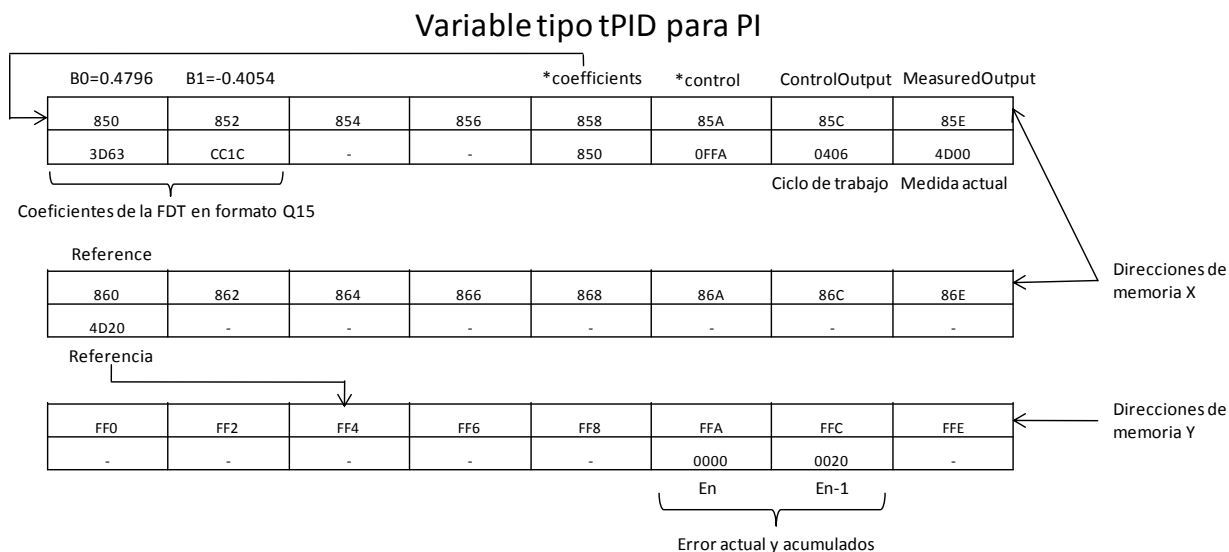 Variable tipo tPID para PI
B0=0.4796 B1=-0.4054 *coefficients *control ControlOutput MeasuredOutput
850 852 854 856 858 85A 85C 85E
3D63 CC1C - - 850 0FFA 0406 4D00
Ciclo de trabajo Medida actual
Coeficientes de la FDT en formato Q15
Reference
860 862 864 866 868 86A 86C 86E
4D20 - - - - - - -
Referencia
Direcciones de
memoria X
FF0 FF2 FF4 FF6 FF8 FFA FFC FFE
- - - - - 0000 0020 -
En En-1
Direcciones de
memoria Y
Error actual y acumulados